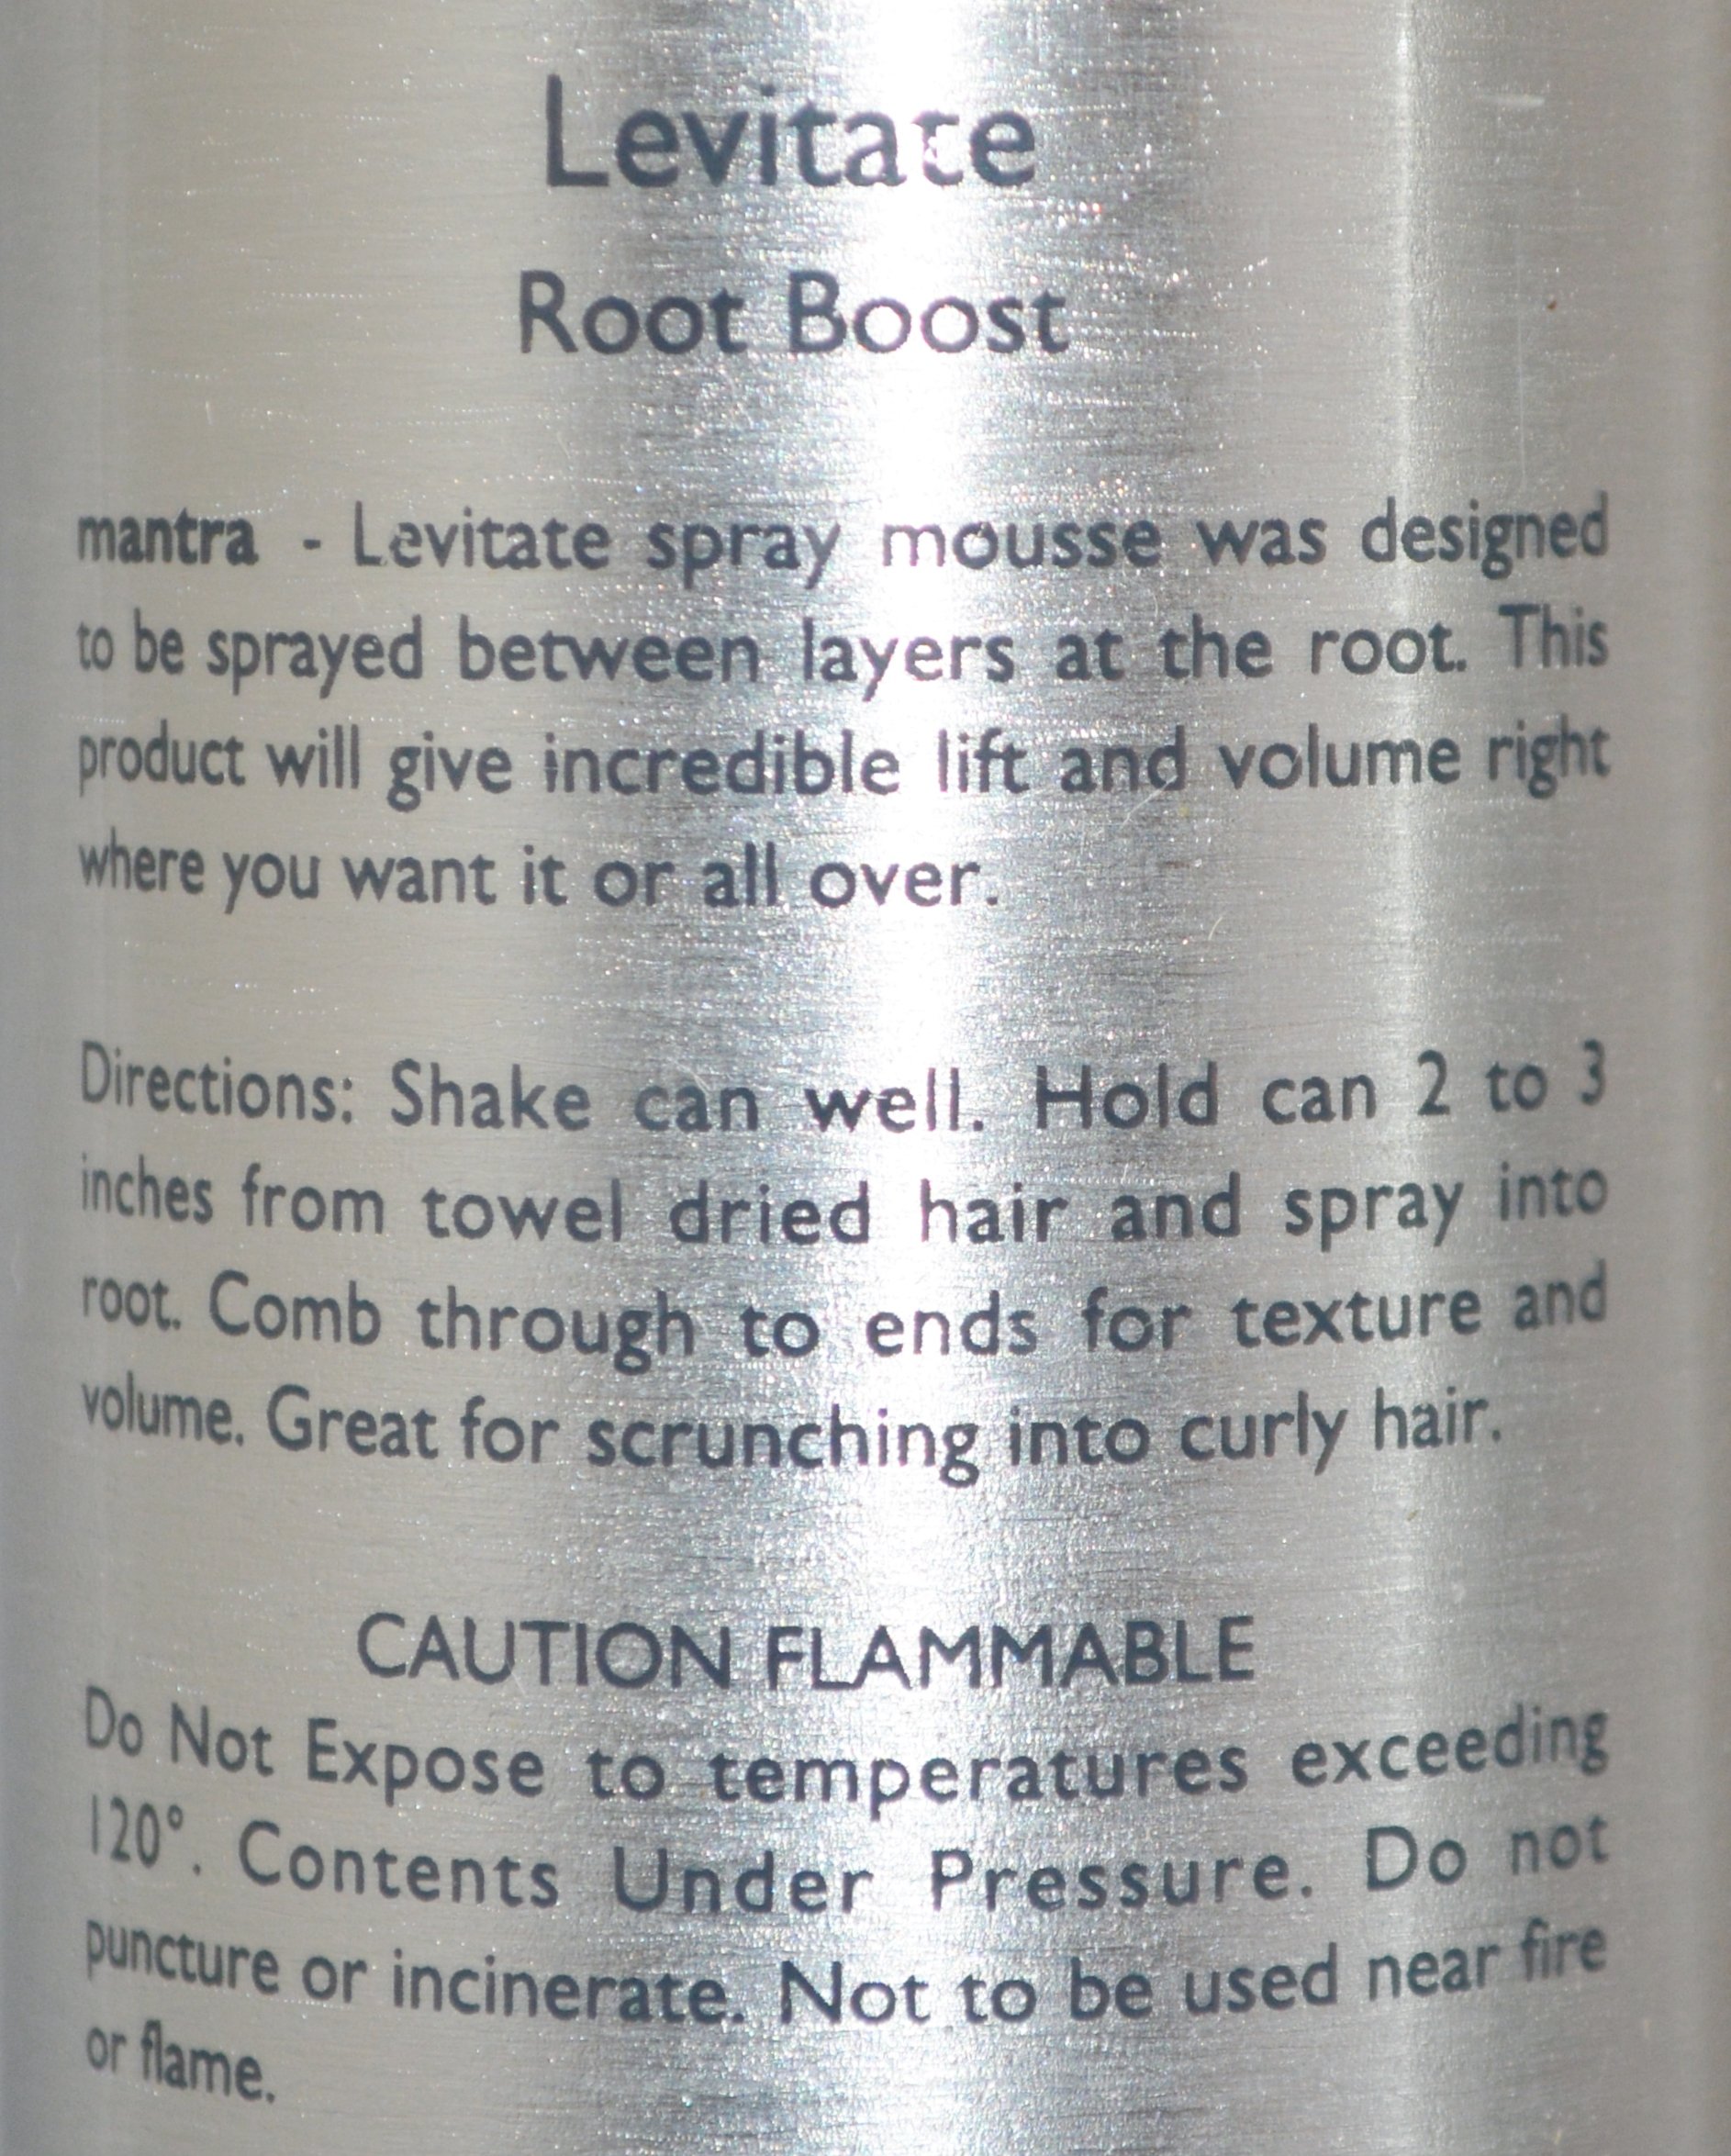 Levitate
Root Boost
mantra - Levitate spray mousse was designed
to be sprayed between layers at the root. This
product will give incredible lift and volume right
where you want it or all over.
Directions: Shake can well. Hold can 2 to 3
inches from towel dried hair and spray into
root. Comb through to ends for texture and
volume. Great for scrunching into curly hair.
CAUTION FLAMMABLE
Do Not Expose to temperatures exceeding
120°. Contents Under Pressure. Do not
puncture or incinerate. Not to be used near fire
or flame.